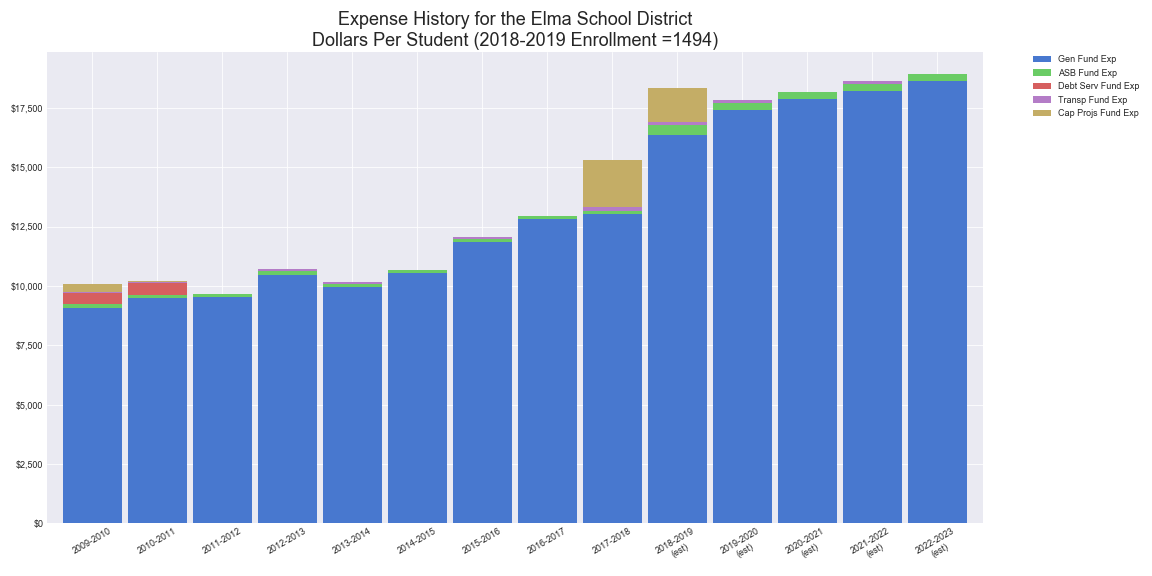 Expense History for the Elma School District
Dollars Per Student (2018-2019 Enrollment =1494)
Gen Fund Exp
ASB Fund Exp
Debt Serv Fund Exp
Transp Fund Exp
Cap Projs Fund Exp
$17,500
$15,000
$12,500
$10,000
$7,500
$5,000
$2,500
$0
2009-2010
2010-2011
2011-2012
2012-2013
2013-2014
2014-2015
2015-2016
2016-2017
2017-2018
2018-2019
(est)
2019-2020
(est)
2020-2021
(est)
2021-2022
(est)
2022-2023
(est)